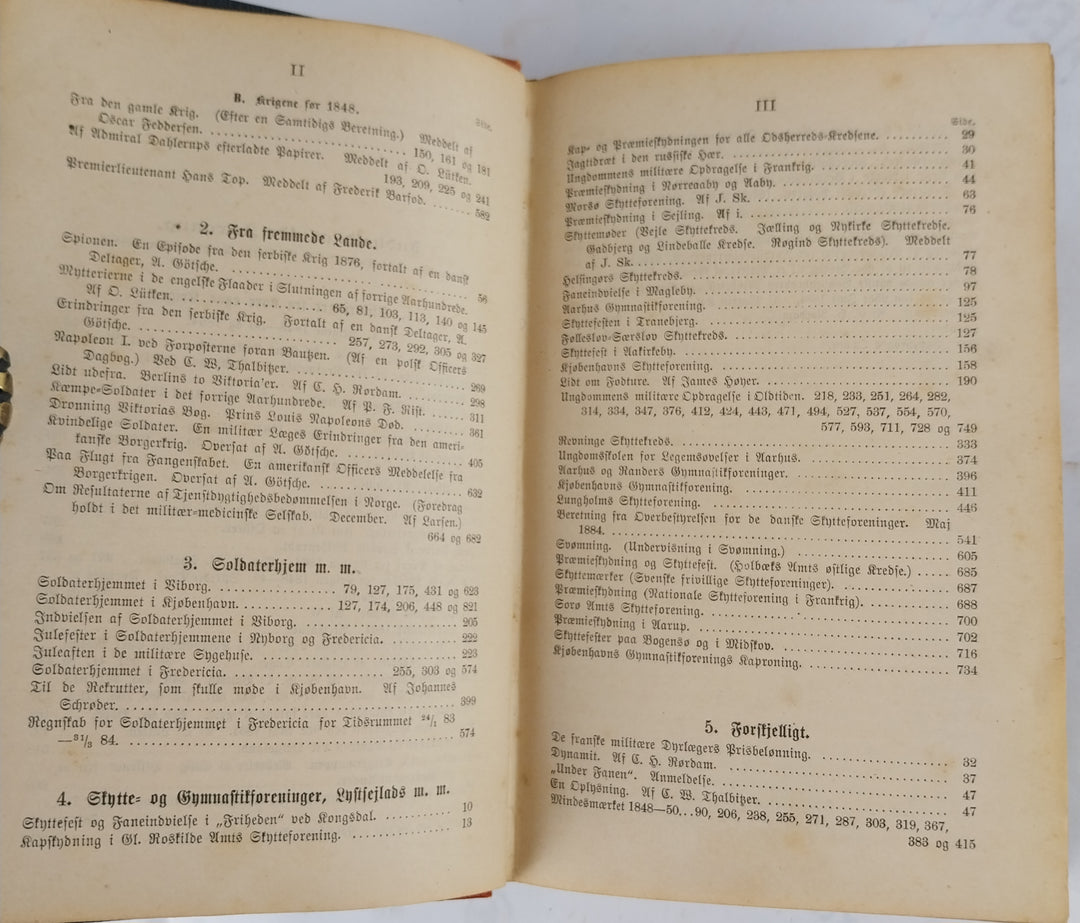 II
B. Krigene før 1848.
Side.
Fra den gamle Krig. (Efter en Samtidigs Beretning.) Meddelt af
Oscar Feddersen. .......... 150, 161 og 181
Af Admiral Dahlerups efterladte Papirer. Meddelt af O. Lütken.
193, 209, 225 og 241
Premierlieutenant Hans Top. Meddelt af Frederik Barfod. ....... 582
2. Fra fremmede Lande.
Spionen. En Episode fra den serbiske Krig 1876, fortalt af en dansk
Deltager, A. Götsche. .......... 56
Mytterierne i de engelske Flaader i Slutningen af forrige Aarhundrede.
Af O. Lütken. .......... 65, 81, 103, 113, 140 og 145
Erindringer fra den serbiske Krig. Fortalt af en dansk Deltager, A.
Götsche. .......... 257, 273, 292, 305 og 327
Napoleon I. ved Forposterne foran Bautzen. (Af en polsk Officers
Dagbog.) Ved C. W. Thalbitzer. .......... 269
Lidt udefra. Berlins to Viktoria'er. Af C. H. Rørdam. .......... 298
Kæmpe-Soldater i det forrige Aarhundrede. Af P. F. Rist. .......... 311
Dronning Viktorias Bog. Prins Louis Napoleons Død. .......... 361
Kvindelige Soldater. En militær Læges Erindringer fra den ameri-
kanske Borgerkrig. Oversat af A. Götsche. .......... 405
Paa Flugt fra Fangenskabet. En amerikansk Officers Meddelelse fra
Borgerkrigen. Oversat af A. Götsche. .......... 632
Om Resultaterne af Tjenstdygtighedsbedømmelsen i Norge. (Foredrag
holdt i det militær-medicinske Selskab. December. Af Larsen.)
664 og 682
3. Soldaterhjem m. m.
Soldaterhjemmet i Viborg. .......... 79, 127, 175, 431 og 623
Soldaterhjemmet i Kjøbenhavn. .......... 127, 174, 206, 448 og 821
Indvielsen af Soldaterhjemmet i Viborg. .......... 205
Julefester i Soldaterhjemmene i Nyborg og Fredericia. .......... 222
Juleaften i de militære Sygehuse. .......... 223
Soldaterhjemmet i Fredericia. .......... 255, 303 og 574
Til de Rekrutter, som skulle møde i Kjøbenhavn. Af Johannes
Schrøder. .......... 399
Regnskab for Soldaterhjemmet i Fredericia for Tidsrummet 24/1 83
—31/3 84. .......... 574
4. Skytte- og Gymnastikforeninger, Lystsejlads m. m.
Skyttefest og Faneindvielse i „Friheden“ ved Kongsdal. .......... 10
Kapskydning i Gl. Roskilde Amts Skytteforening. .......... 13
III
Side.
Kap- og Præmieskydningen for alle Odsherreds-Kredsene. .......... 29
Jagtidræt i den russiske Hær. .......... 30
Ungdommens militære Opdragelse i Frankrig. .......... 41
Præmieskydning i Nørreaaby og Aaby. .......... 44
Morsø Skytteforening. Af J. Sk. .......... 63
Præmieskydning i Sejling. Af i. .......... 76
Skyttemøder (Vejle Skyttekreds. Jælling og Nykirke Skyttekredse.
Gadbjerg og Lindeballe Kredse. Røgind Skyttekreds). Meddelt
af J. Sk. .......... 77
Helsingørs Skyttekreds. .......... 78
Faneindvielse i Magleby. .......... 97
Aarhus Gymnastikforening. .......... 125
Skyttefesten i Tranebjerg. .......... 125
Følleslov-Særslov Skyttekreds. .......... 127
Skyttefest i Aakirkeby. .......... 156
Kjøbenhavns Skytteforening. .......... 158
Lidt om Fodture. Af James Høyer. .......... 190
Ungdommens militære Opdragelse i Oldtiden. 218, 233, 251, 264, 282,
314, 334, 347, 376, 412, 424, 443, 471, 494, 527, 537, 554, 570,
577, 593, 711, 728 og 749
Revninge Skyttekreds. .......... 333
Ungdomsskolen for Legemsøvelser i Aarhus. .......... 374
Aarhus og Randers Gymnastikforeninger. .......... 396
Kjøbenhavns Gymnastikforening. .......... 411
Lungholms Skytteforening. .......... 446
Beretning fra Overbestyrelsen for de danske Skytteforeninger. Maj
1884. .......... 541
Svømning. (Undervisning i Svømning.) .......... 605
Præmieskydning og Skyttefest. (Holbæks Amts østlige Kredse.) ..... 685
Skyttemærker (Svenske frivillige Skytteforeninger). .......... 687
Præmieskydning (Nationale Skytteforening i Frankrig). .......... 688
Sorø Amts Skytteforening. .......... 700
Præmieskydning i Aarup. .......... 702
Skyttefester paa Bogensø og i Midskov. .......... 716
Kjøbenhavns Gymnastikforenings Kaproning. .......... 734
5. Forskjelligt.
De franske militære Dyrlægers Prisbelønning. .......... 32
Dynamit. Af C. H. Rørdam. .......... 37
„Under Fanen“. Anmeldelse. .......... 47
En Oplysning. Af C. W. Thalbitzer. .......... 47
Mindesmærket 1848—50...90, 206, 238, 255, 271, 287, 303, 319, 367,
383 og 415